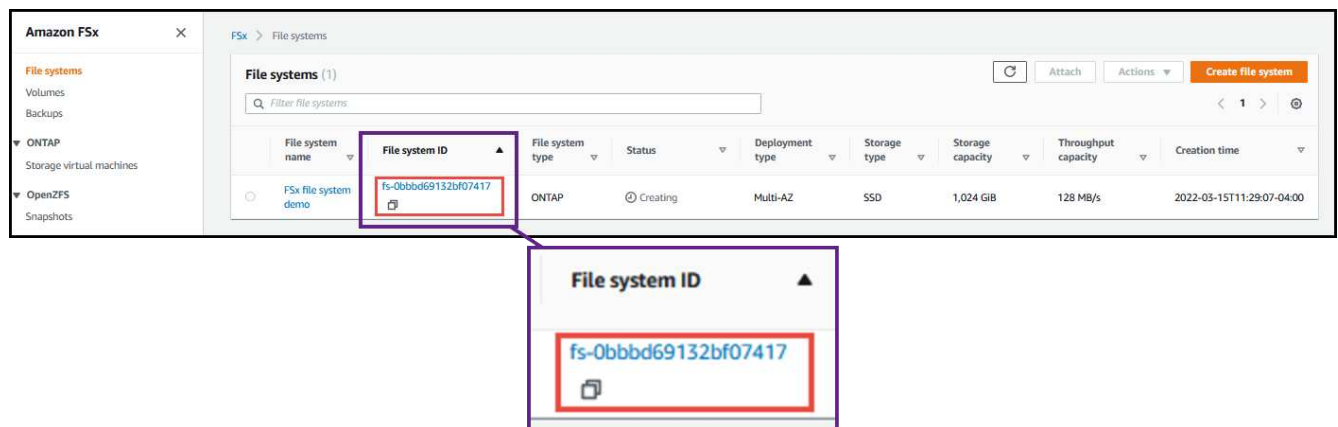 Amazon FSx
File systems
Volumes
Backups
ONTAP
Storage virtual machines
OpenZFS
Snapshots
FSx > File systems
File systems (1)
Attach
Actions
Create file system
Filter file systems
< 1 >
File system name
File system ID
File system type
Status
Deployment type
Storage type
Storage capacity
Throughput capacity
Creation time
FSx file system demo
fs-0bbbd69132bf07417
ONTAP
Creating
Multi-AZ
SSD
1,024 GiB
128 MB/s
2022-03-15T11:29:07-04:00
File system ID
fs-0bbbd69132bf07417